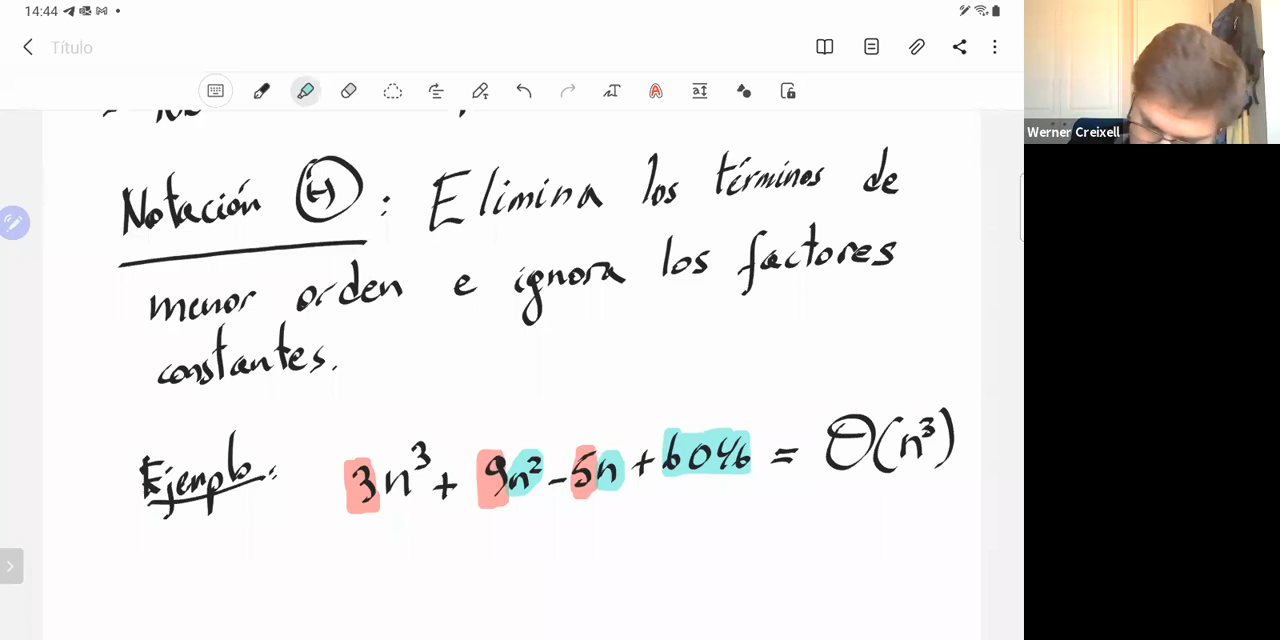 14:44
Título
Werner Creixell
Notación Θ : Elimina los términos de
menor orden e ignora los factores
constantes.
Ejemplo: 3n³ + 9n² - 5n + 6046 = Θ(n³)